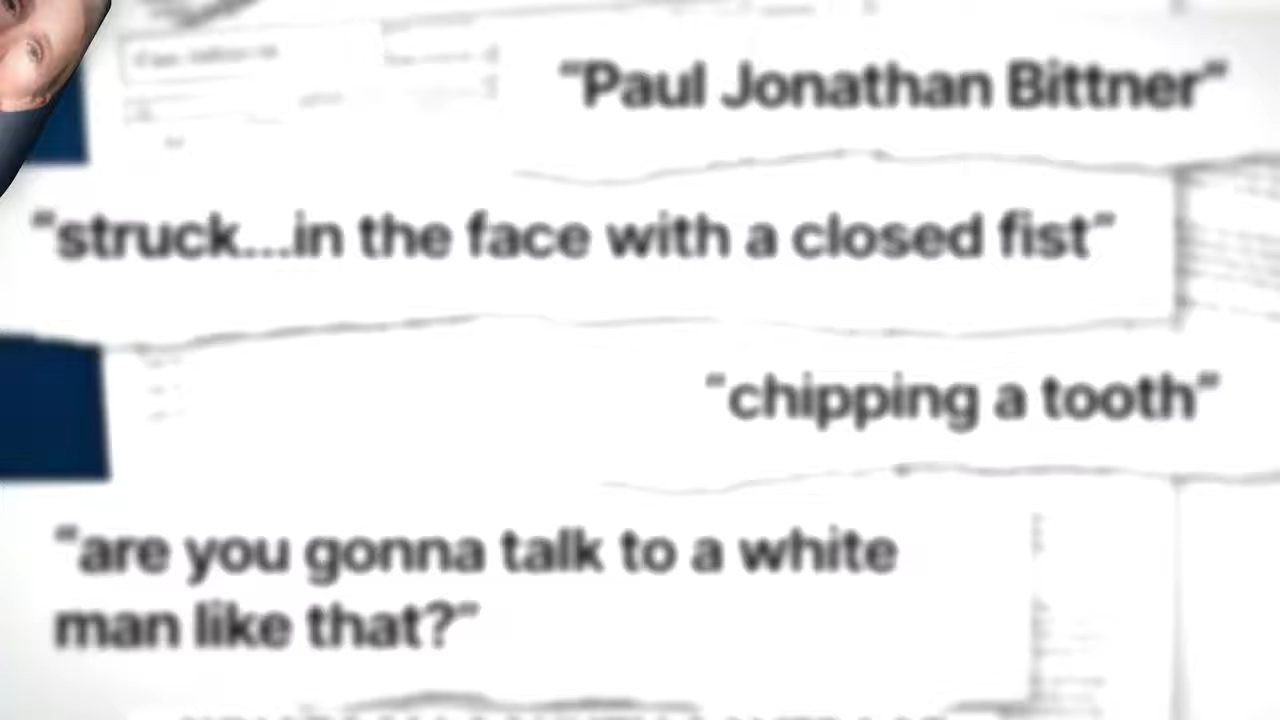 “Paul Jonathan Bittner“
“struck...in the face with a closed fist”
“chipping a tooth”
“are you gonna talk to a white
man like that?”